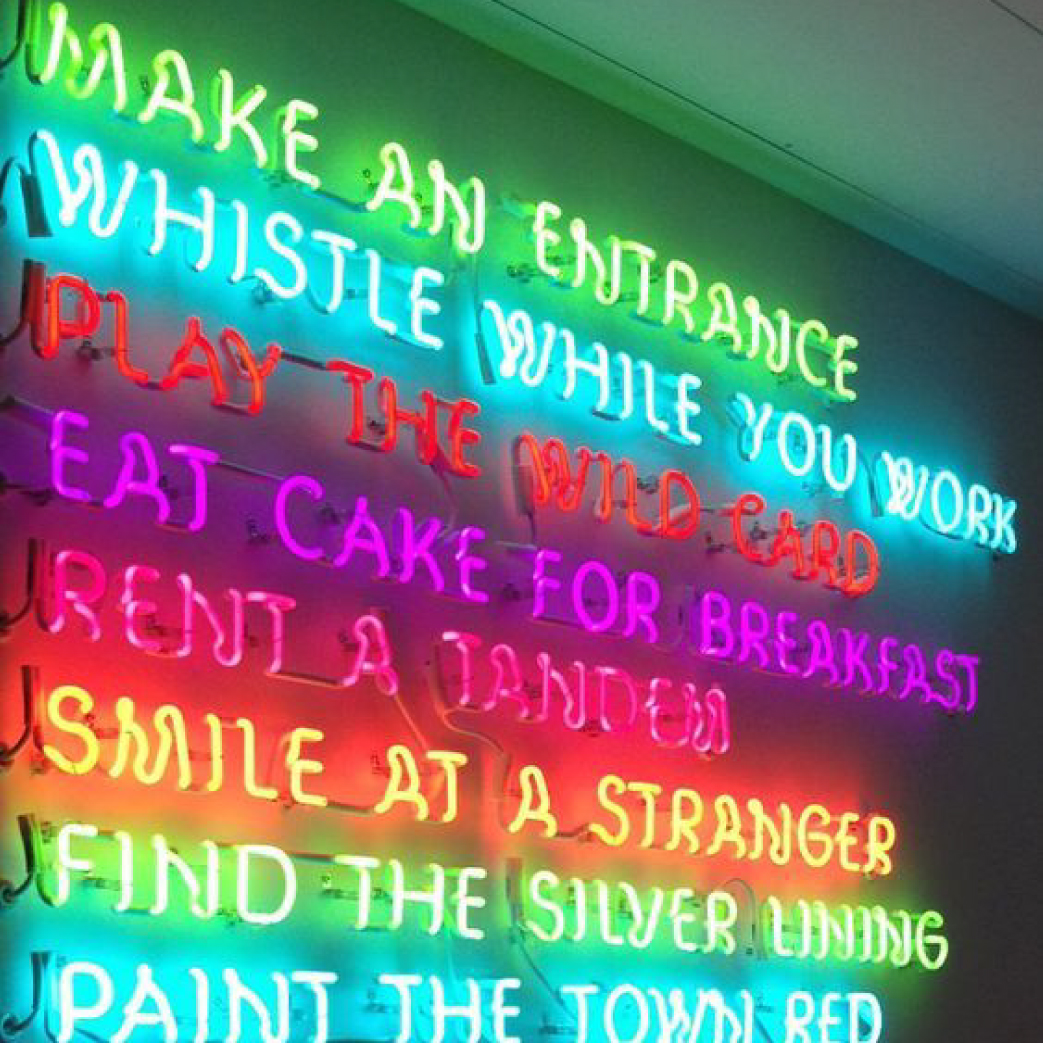 MAKE AN ENTRANCE
WHISTLE WHILE YOU WORK
PLAY THE WILD CARD
EAT CAKE FOR BREAKFAST
RENT A TANDEM
SMILE AT A STRANGER
FIND THE SILVER LINING
PAINT THE TOWN RED